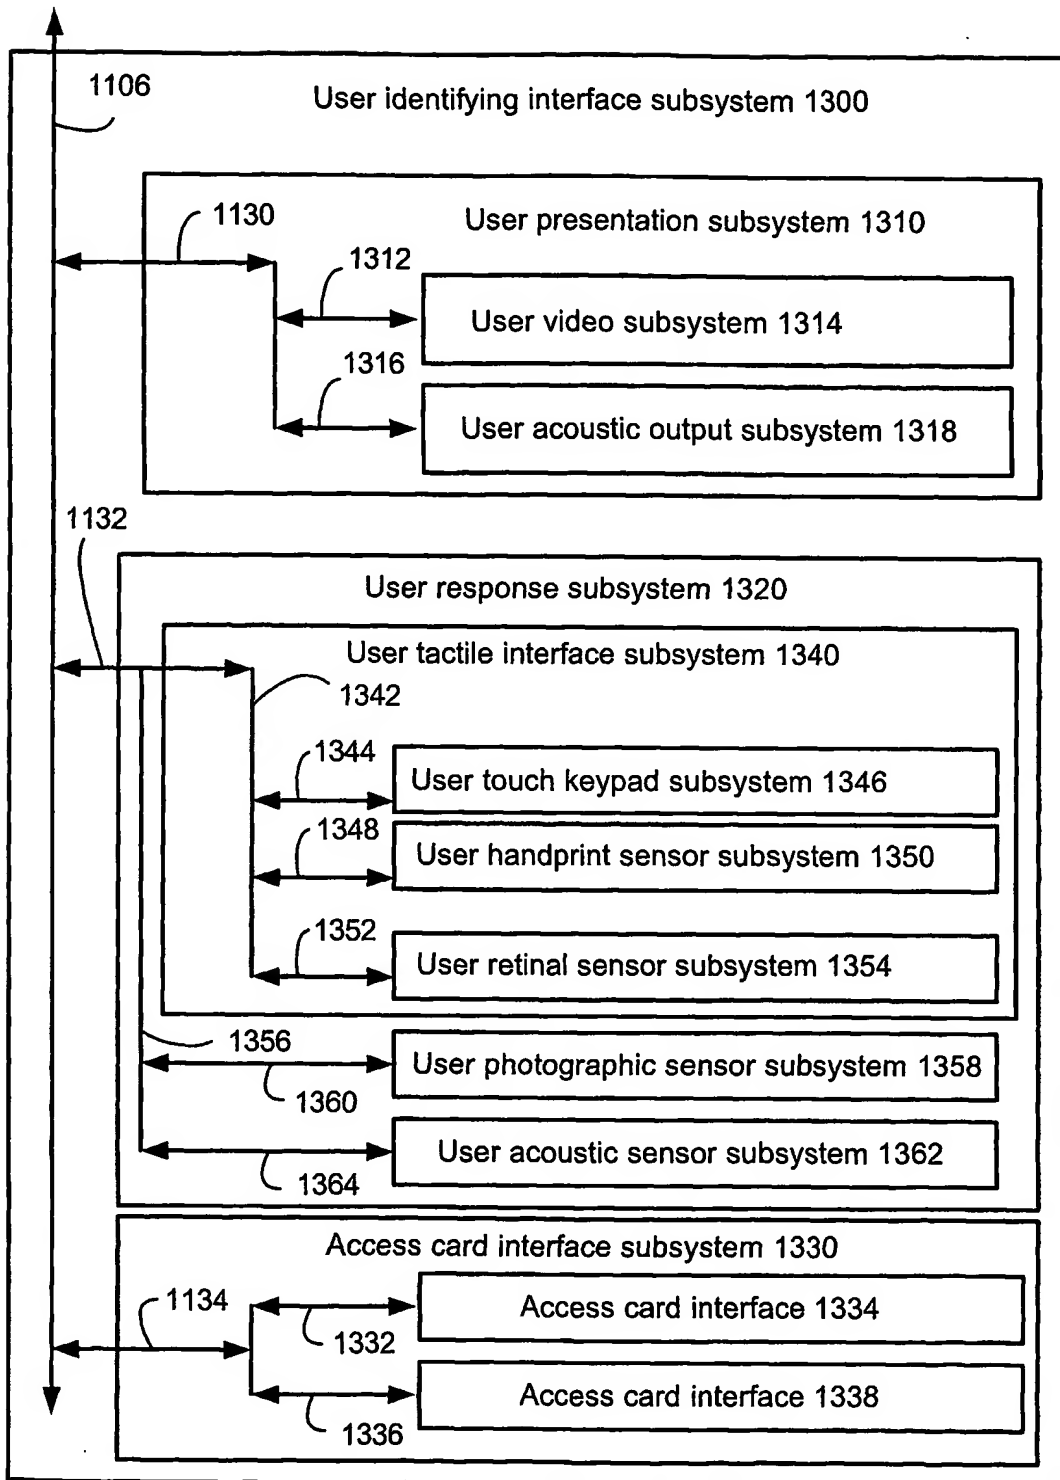 1106
User identifying interface subsystem 1300
1130
User presentation subsystem 1310
1312
User video subsystem 1314
1316
User acoustic output subsystem 1318
1132
User response subsystem 1320
User tactile interface subsystem 1340
1342
1344
User touch keypad subsystem 1346
1348
User handprint sensor subsystem 1350
1352
User retinal sensor subsystem 1354
1356
User photographic sensor subsystem 1358
1360
User acoustic sensor subsystem 1362
1364
Access card interface subsystem 1330
1134
Access card interface 1334
1332
Access card interface 1338
1336